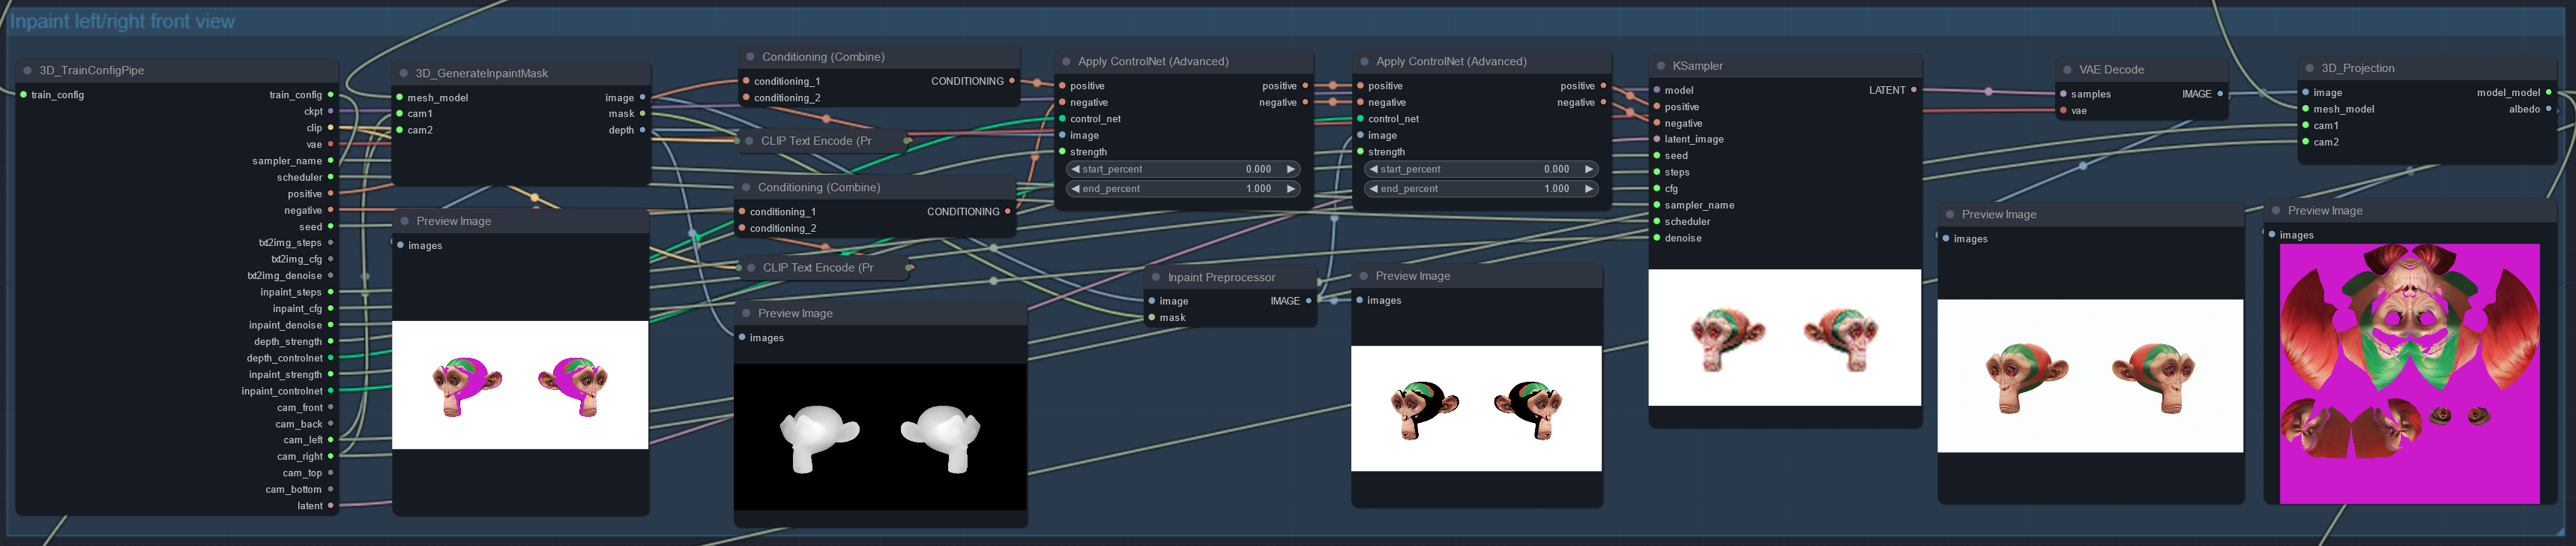 Inpaint left/right front view
3D_TrainConfigPipe
train_config
train_config
ckpt
clip
vae
sampler_name
scheduler
positive
negative
seed
txt2img_steps
txt2img_cfg
txt2img_denoise
inpaint_steps
inpaint_cfg
inpaint_denoise
depth_strength
depth_controlnet
inpaint_strength
inpaint_controlnet
cam_front
cam_back
cam_left
cam_right
cam_top
cam_bottom
latent
3D_GenerateInpaintMask
mesh_model image
cam1 mask
cam2 depth
Preview Image
images
Conditioning (Combine)
conditioning_1 CONDITIONING
conditioning_2
CLIP Text Encode (Pr
Conditioning (Combine)
conditioning_1 CONDITIONING
conditioning_2
CLIP Text Encode (Pr
Preview Image
images
Apply ControlNet (Advanced)
positive positive
negative negative
control_net
image
strength
start_percent 0.000
end_percent 1.000
Inpaint Preprocessor
image IMAGE
mask
Apply ControlNet (Advanced)
positive positive
negative negative
control_net
image
strength
start_percent 0.000
end_percent 1.000
Preview Image
images
KSampler
model LATENT
positive
negative
latent_image
seed
steps
cfg
sampler_name
scheduler
denoise
VAE Decode
samples IMAGE
vae
Preview Image
images
3D_Projection
image model_model
mesh_model albedo
cam1
cam2
Preview Image
images